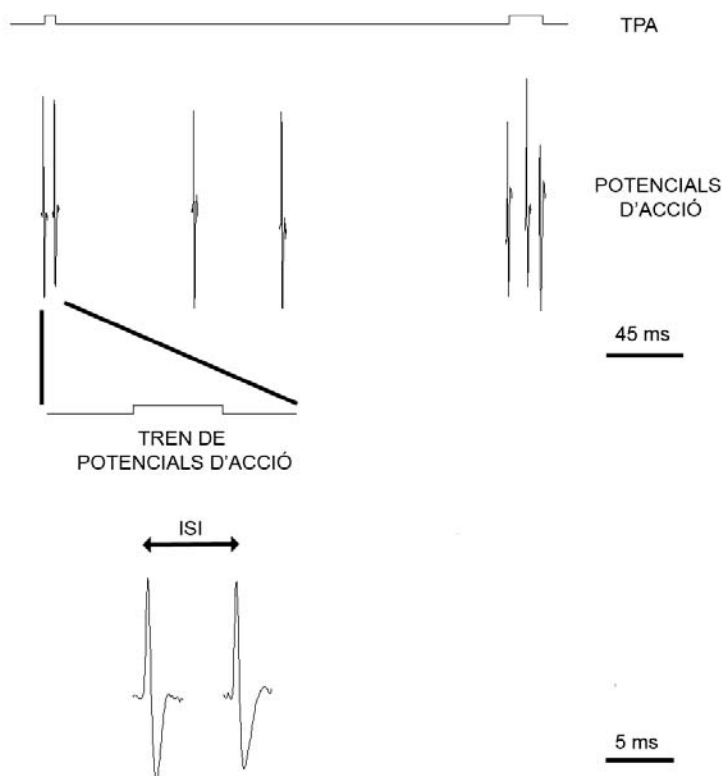 TPA
POTENCIALS
D'ACCIÓ
45 ms
TREN DE
POTENCIALS D'ACCIÓ
ISI
5 ms